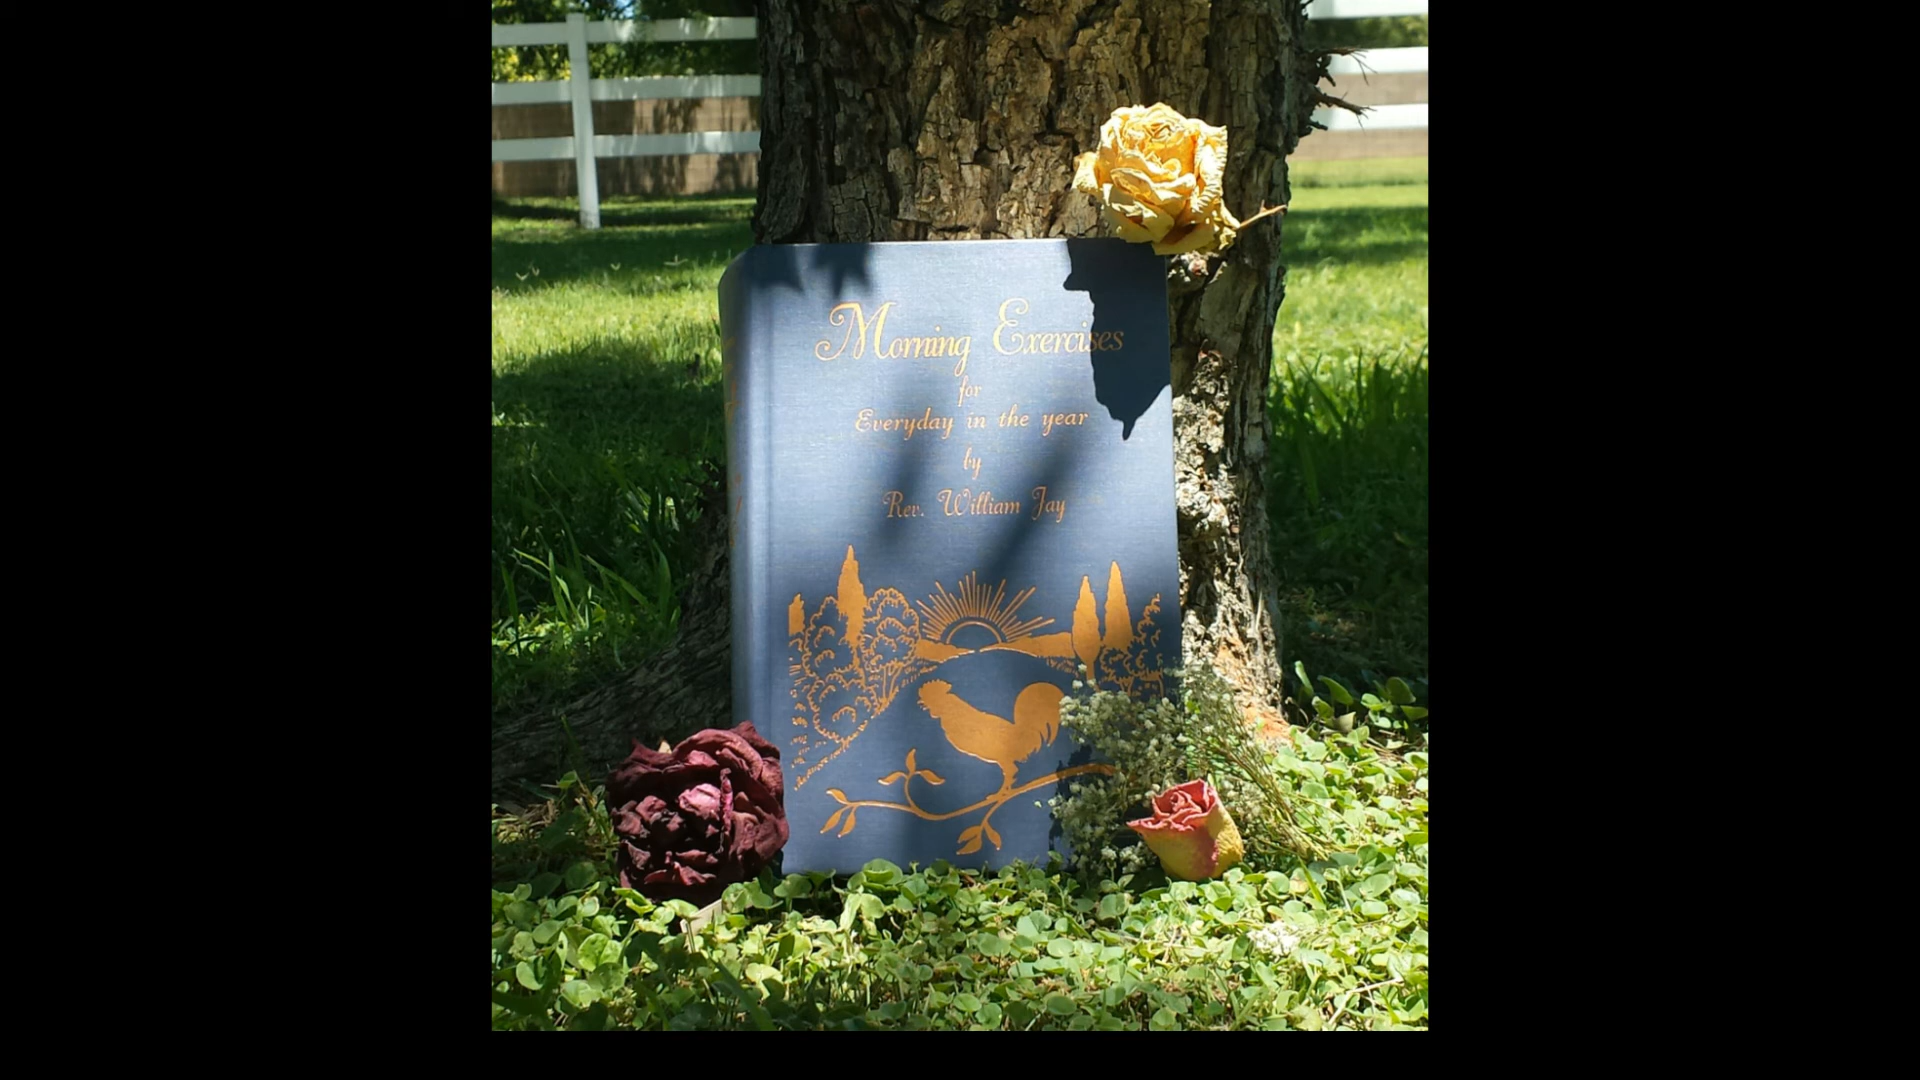 Morning Exercises
for
Everyday in the year
by
Rev. William Jay